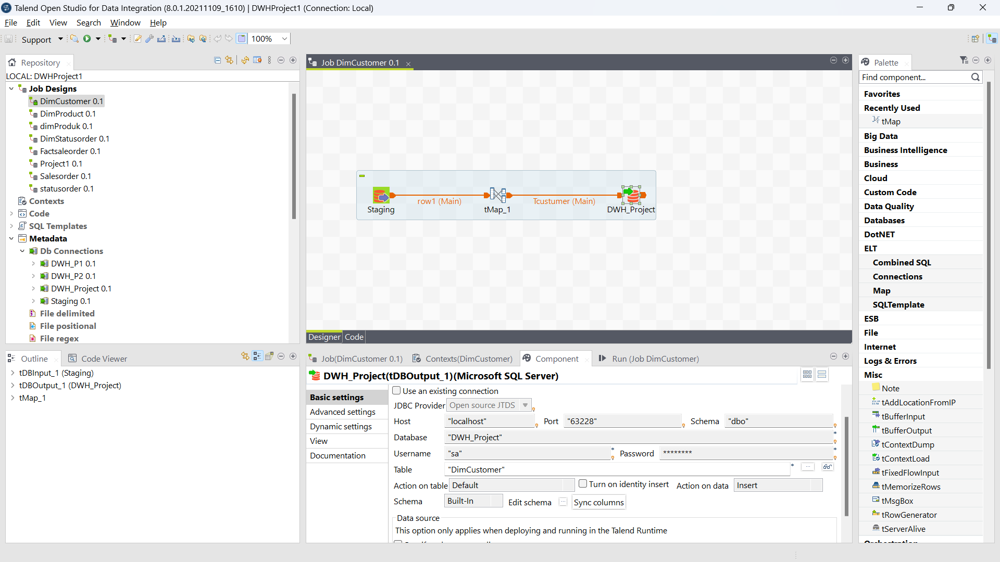 Talend Open Studio for Data Integration (8.0.1.20211109_1610) | DWHProject1 (Connection: Local)
File Edit View Search Window Help
Support 100%
Repository
LOCAL: DWHProject1
Job Designs
DimCustomer 0.1
DimProduct 0.1
dimProduk 0.1
DimStatusorder 0.1
Factsaleorder 0.1
Project1 0.1
Salesorder 0.1
statusorder 0.1
Contexts
Code
SQL Templates
Metadata
Db Connections
DWH_P1 0.1
DWH_P2 0.1
DWH_Project 0.1
Staging 0.1
File delimited
File positional
File regex
Job DimCustomer 0.1
row1 (Main)
Tcustumer (Main)
Staging
tMap_1
DWH_Project
Designer Code
Palette
Find component...
Favorites
Recently Used
tMap
Big Data
Business Intelligence
Business
Cloud
Custom Code
Data Quality
Databases
DotNET
ELT
Combined SQL
Connections
Map
SQLTemplate
ESB
File
Internet
Logs & Errors
Misc
Note
tAddLocationFromIP
tBufferInput
tBufferOutput
tContextDump
tContextLoad
tFixedFlowInput
tMemorizeRows
tMsgBox
tRowGenerator
tServerAlive
Outline Code Viewer
tDBInput_1 (Staging)
tDBOutput_1 (DWH_Project)
tMap_1
Job(DimCustomer 0.1) Contexts(DimCustomer) Component Run (Job DimCustomer)
DWH_Project(tDBOutput_1)(Microsoft SQL Server)
Basic settings
Advanced settings
Dynamic settings
View
Documentation
Use an existing connection
JDBC Provider Open source JTDS
Host "localhost" Port "63228" Schema "dbo"
Database "DWH_Project" *
Username "sa" * Password ******** *
Table "DimCustomer" * ...
Action on table Default Turn on identity insert Action on data Insert
Schema Built-In Edit schema ... Sync columns
Data source
This option only applies when deploying and running in the Talend Runtime